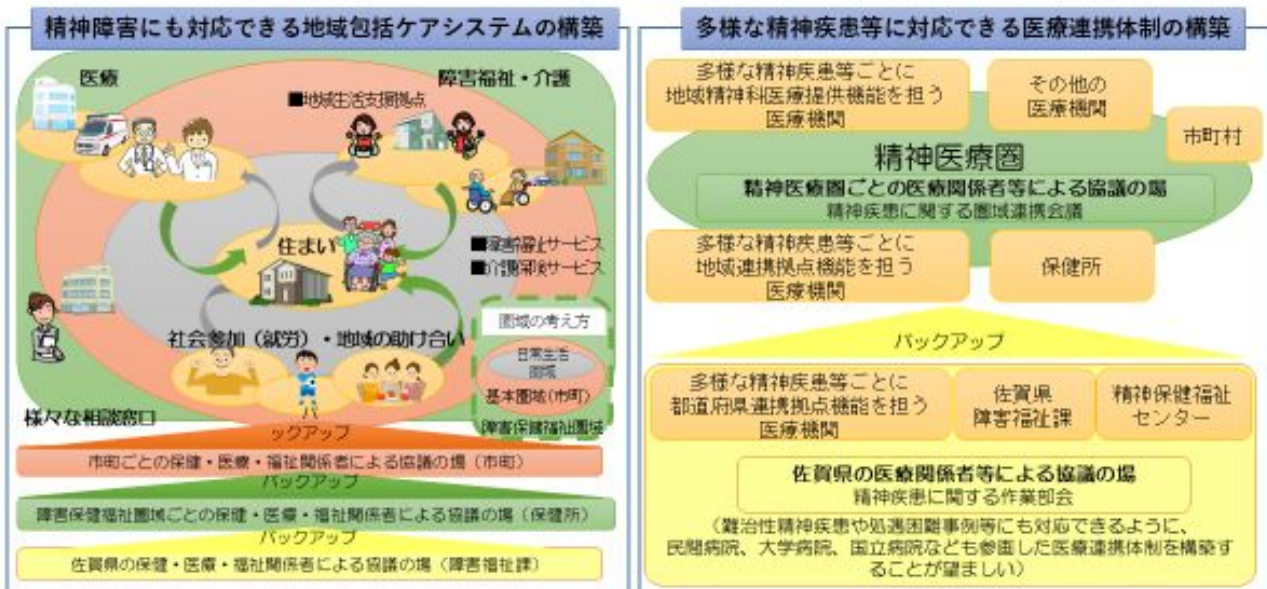 精神障害にも対応できる地域包括ケアシステムの構築
医療
障害福祉・介護
■地域生活支援拠点
住まい
■障害福祉サービス
■介護保険サービス
社会参加（就労）・地域の助け合い
圏域の考え方
日常生活
圏域
基本圏域（市町）
障害保健福祉圏域
様々な相談窓口
ックアップ
市町ごとの保健・医療・福祉関係者による協議の場（市町）
バックアップ
障害保健福祉圏域ごとの保健・医療・福祉関係者による協議の場（保健所）
バックアップ
佐賀県の保健・医療・福祉関係者による協議の場（障害福祉課）
多様な精神疾患等に対応できる医療連携体制の構築
多様な精神疾患等ごとに
地域精神科医療提供機能を担う
医療機関
その他の
医療機関
市町村
精神医療圏
精神医療圏ごとの医療関係者等による協議の場
精神疾患に関する圏域連携会議
多様な精神疾患等ごとに
地域連携拠点機能を担う
医療機関
保健所
バックアップ
多様な精神疾患等ごとに
都道府県連携拠点機能を担う
医療機関
佐賀県
障害福祉課
精神保健福祉
センター
佐賀県の医療関係者等による協議の場
精神疾患に関する作業部会
（難治性精神疾患や処遇困難事例等にも対応できるように、
民間病院、大学病院、国立病院なども参画した医療連携体制を構築す
ることが望ましい）